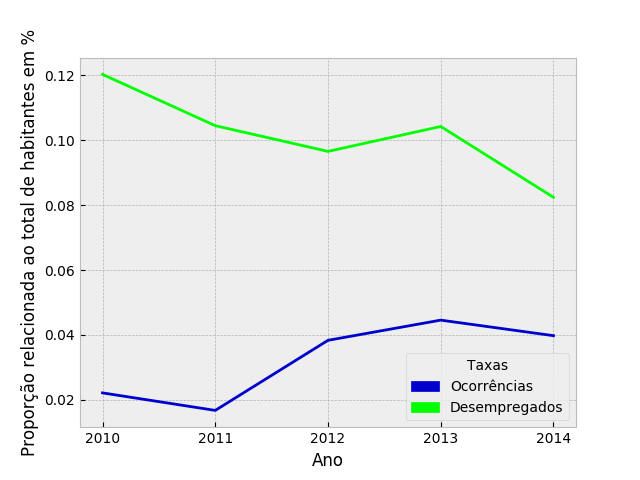 Proporção relacionada ao total de habitantes em %
0.12
0.10
0.08
0.06
0.04
0.02
Taxas
Ocorrências
Desempregados
2010 2011 2012 2013 2014
Ano